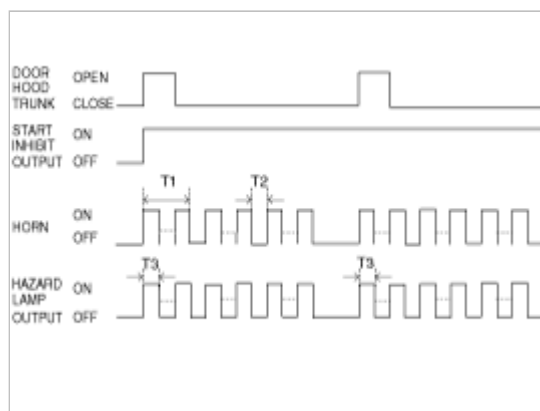 DOOR
HOOD OPEN
TRUNK CLOSE
START
INHIBIT ON
OUTPUT OFF
T1 T2
HORN ON
OFF
T3 T3
HAZARD
LAMP ON
OUTPUT OFF